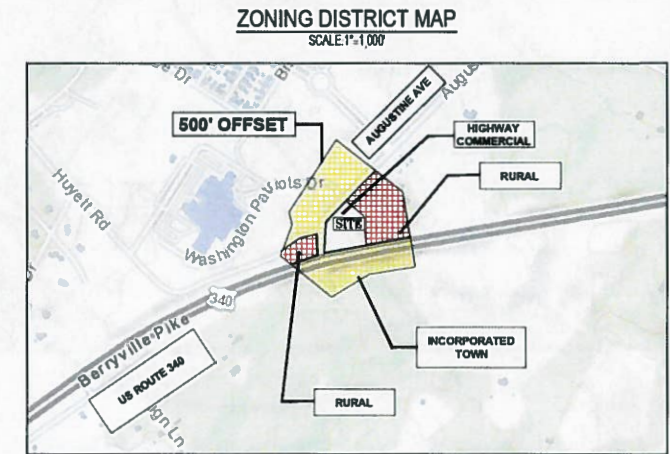 ZONING DISTRICT MAP
SCALE:1"=1,000'
AUGUSTINE AVE
500' OFFSET
HIGHWAY
COMMERCIAL
RURAL
Huyett Rd
Washington Patriots Dr
SITE
340
Berryville Pike
US ROUTE 340
INCORPORATED
TOWN
RURAL